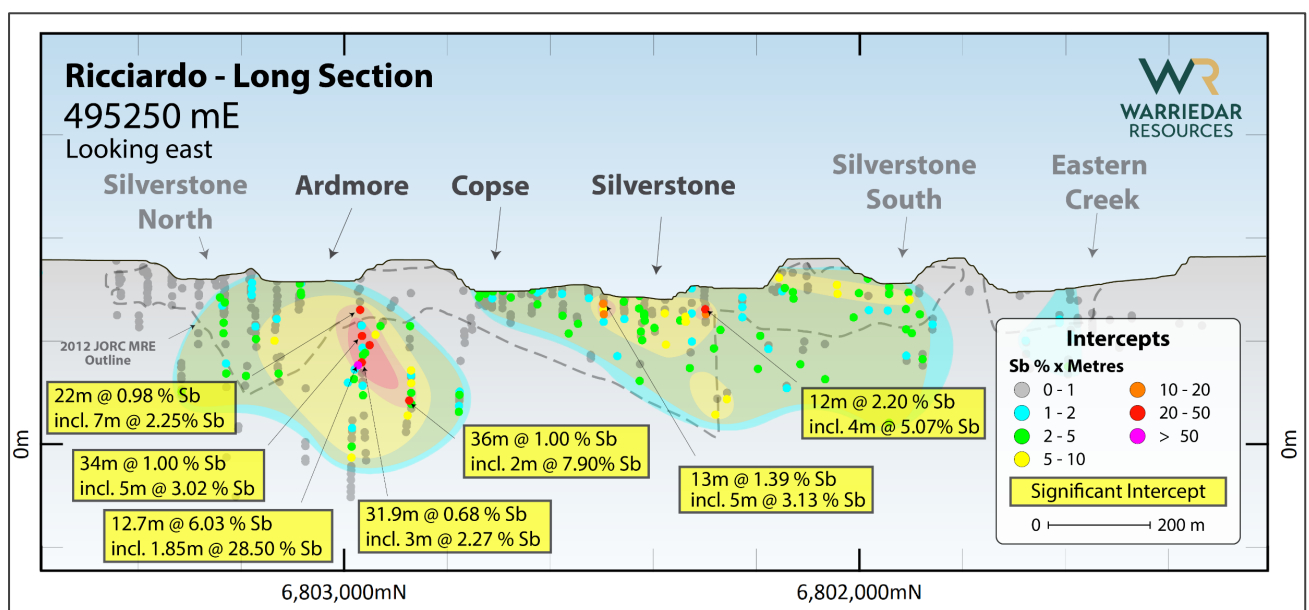 Ricciardo - Long Section
495250 mE
Looking east
WARRIEDAR
RESOURCES
Silverstone
North
Ardmore
Copse
Silverstone
Silverstone
South
Eastern
Creek
2012 JORC MRE
Outline
22m @ 0.98 % Sb
incl. 7m @ 2.25% Sb
34m @ 1.00 % Sb
incl. 5m @ 3.02 % Sb
12.7m @ 6.03 % Sb
incl. 1.85m @ 28.50 % Sb
31.9m @ 0.68 % Sb
incl. 3m @ 2.27 % Sb
36m @ 1.00 % Sb
incl. 2m @ 7.90% Sb
13m @ 1.39 % Sb
incl. 5m @ 3.13 % Sb
12m @ 2.20 % Sb
incl. 4m @ 5.07% Sb
Intercepts
Sb % x Metres
0 - 1
1 - 2
2 - 5
5 - 10
10 - 20
20 - 50
> 50
Significant Intercept
0 200 m
0m
0m
6,803,000mN
6,802,000mN